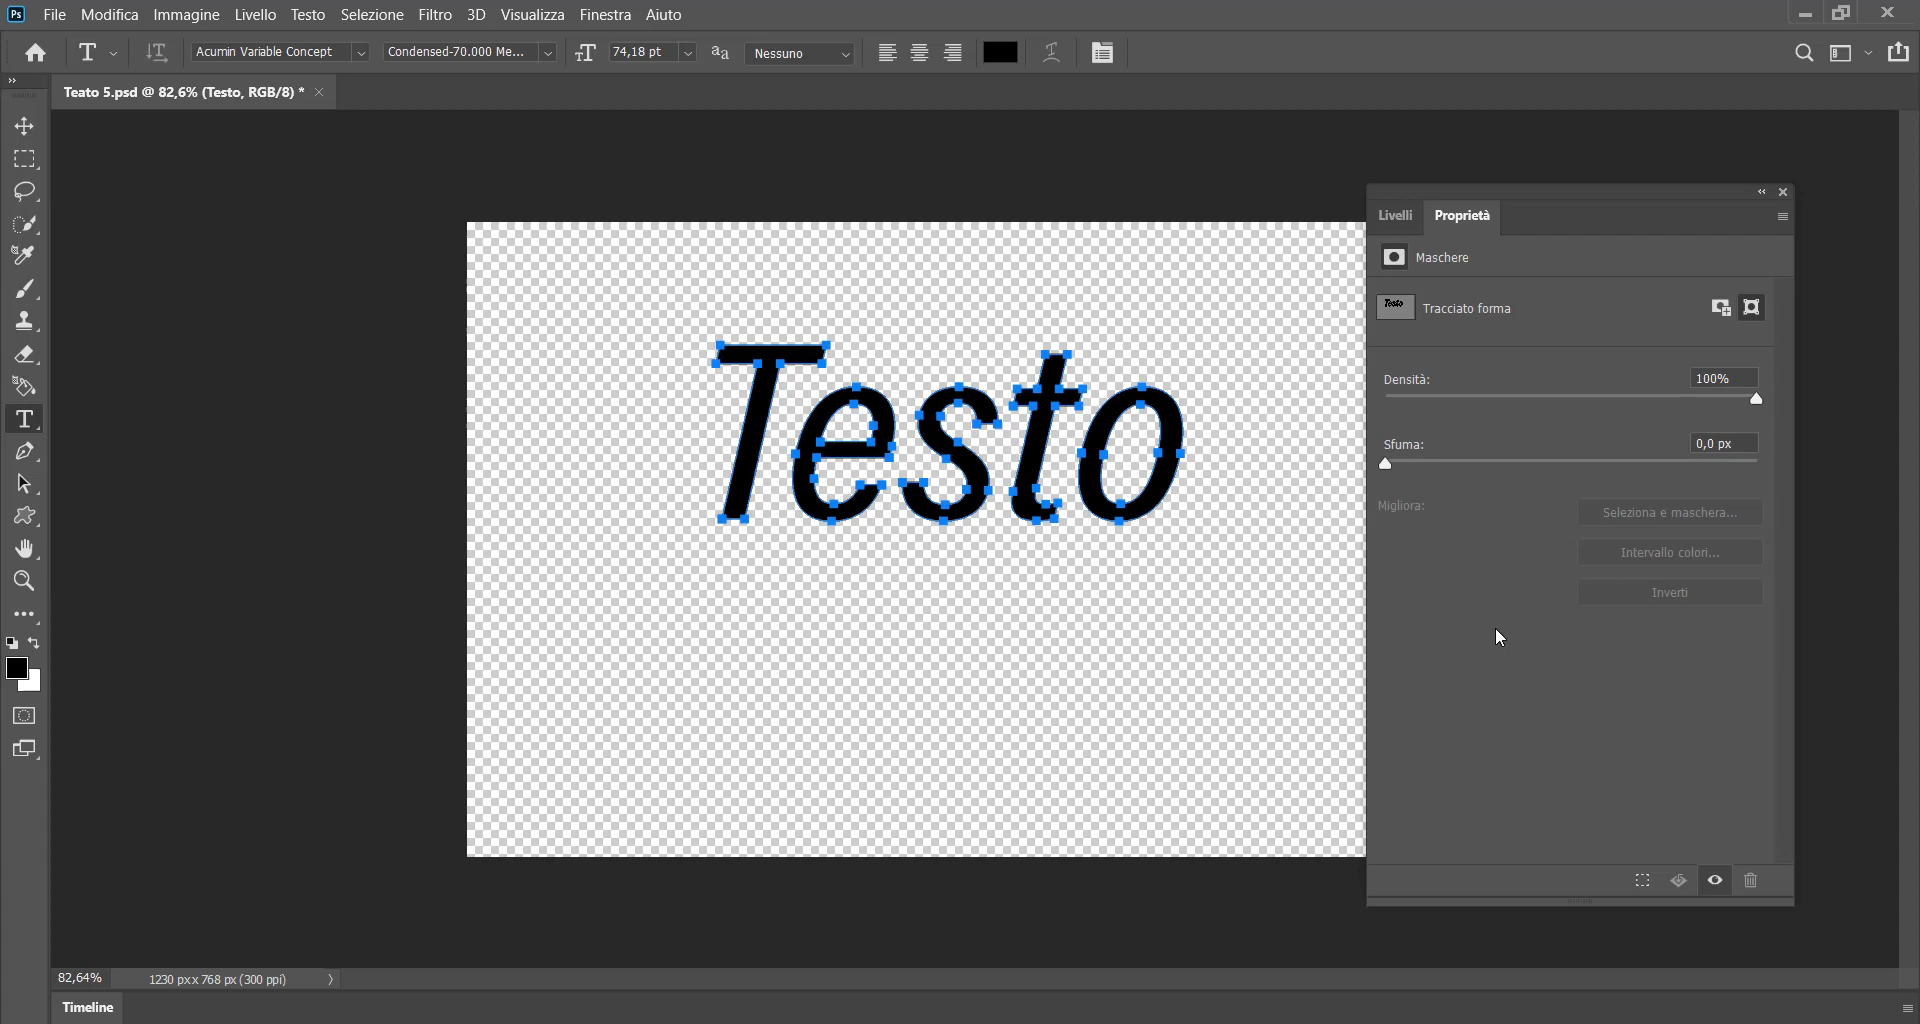 Ps File Modifica Immagine Livello Testo Selezione Filtro 3D Visualizza Finestra Aiuto
T Acumin Variable Concept Condensed-70.000 Me... 74,18 pt aa Nessuno
Teato 5.psd @ 82,6% (Testo, RGB/8) *
Testo
Livelli Proprietà
Maschere
Testo Tracciato forma
Densità: 100%
Sfuma: 0,0 px
Migliora: Seleziona e maschera...
Intervallo colori...
Inverti
82,64% 1230 px x 768 px (300 ppi)
Timeline